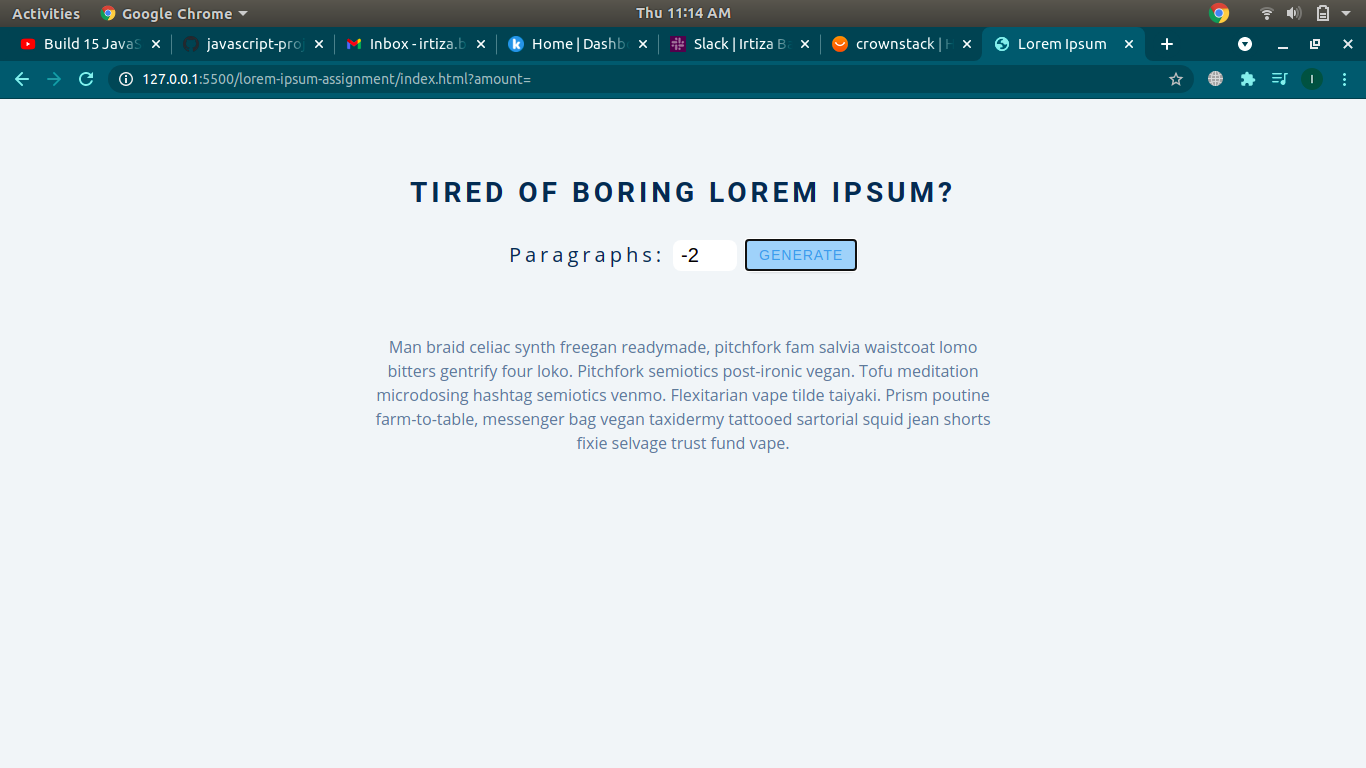 Activities Google Chrome Thu 11:14 AM
Build 15 JavaS javascript-proj Inbox - irtiza.b Home | Dashbo Slack | Irtiza Ba crownstack | H Lorem Ipsum
127.0.0.1:5500/lorem-ipsum-assignment/index.html?amount= I
TIRED OF BORING LOREM IPSUM?
Paragraphs: -2 GENERATE
Man braid celiac synth freegan readymade, pitchfork fam salvia waistcoat lomo
bitters gentrify four loko. Pitchfork semiotics post-ironic vegan. Tofu meditation
microdosing hashtag semiotics venmo. Flexitarian vape tilde taiyaki. Prism poutine
farm-to-table, messenger bag vegan taxidermy tattooed sartorial squid jean shorts
fixie selvage trust fund vape.